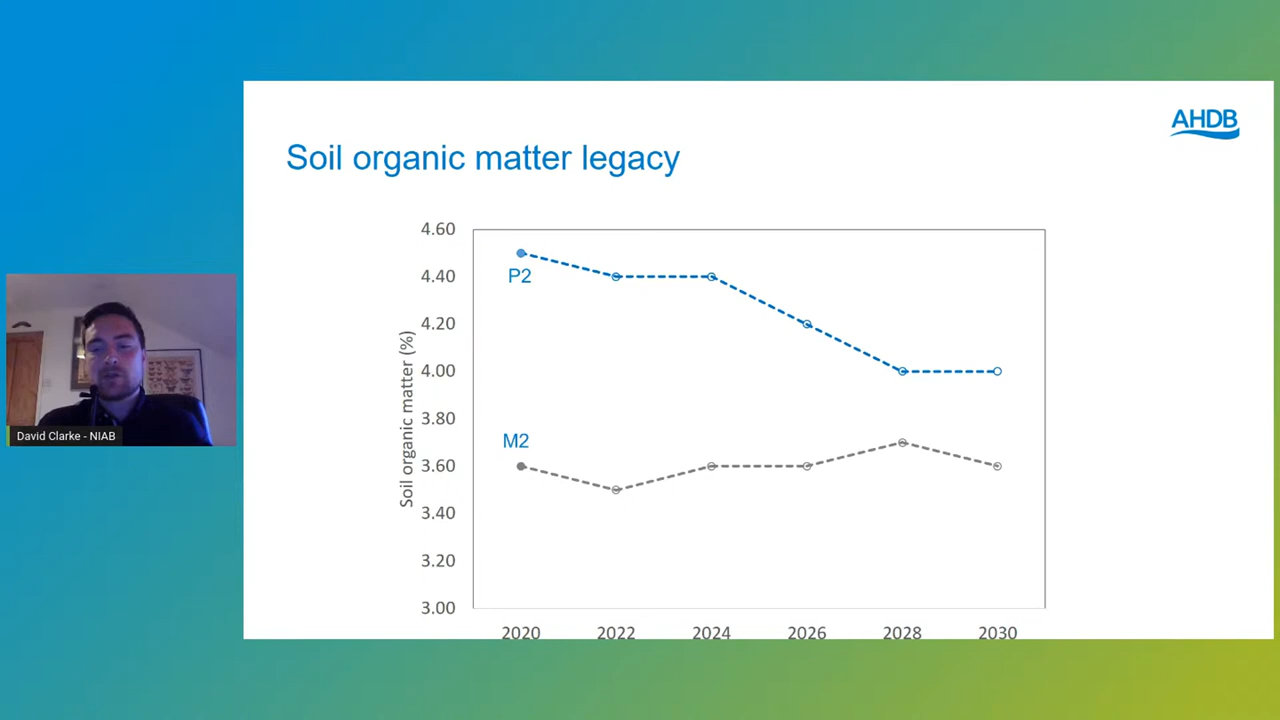 AHDB
Soil organic matter legacy
4.60
4.40
4.20
4.00
3.80
3.60
3.40
3.20
3.00
Soil organic matter (%)
P2
M2
2020 2022 2024 2026 2028 2030
David Clarke - NIAB